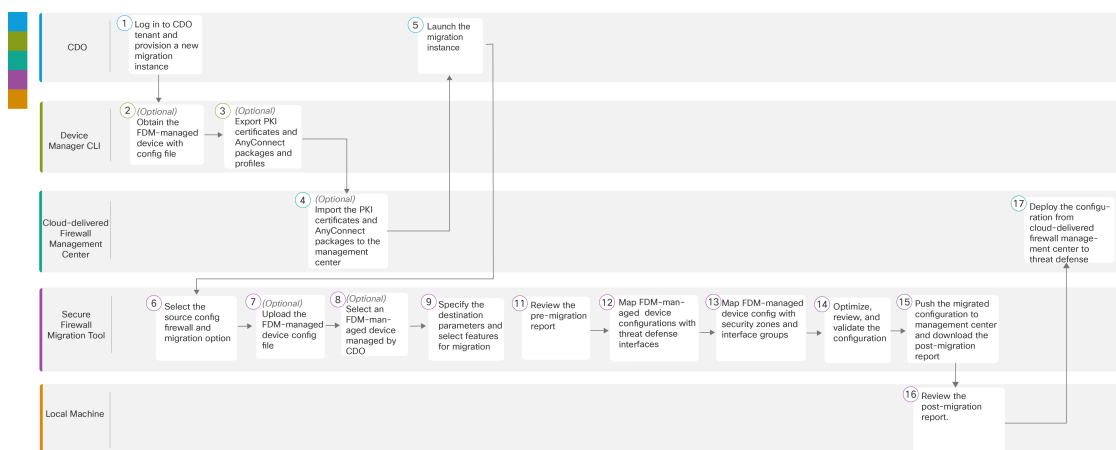 CDO
1
Log in to CDO
tenant and
provision a new
migration
instance
5
Launch the
migration
instance
Device
Manager CLI
2
(Optional)
Obtain the
FDM-managed
device with
config file
3
(Optional)
Export PKI
certificates and
AnyConnect
packages and
profiles
Cloud-delivered
Firewall
Management
Center
4
(Optional)
Import the PKI
certificates and
AnyConnect
packages to the
management
center
17
Deploy the configu-
ration from
cloud-delivered
firewall manage-
ment center to
threat defense
Secure
Firewall
Migration Tool
6
Select the
source config
firewall and
migration option
7
(Optional)
Upload the
FDM-managed
device config
file
8
(Optional)
Select an
FDM-man-
aged device
managed by
CDO
9
Specify the
destination
parameters and
select features
for migration
11
Review the
pre-migration
report
12
Map FDM-man-
aged device
configurations with
threat defense
interfaces
13
Map FDM-managed
device config with
security zones and
interface groups
14
Optimize,
review, and
validate the
configuration
15
Push the migrated
configuration to
management center
and download the
post-migration
report
Local Machine
16
Review the
post-migration
report.